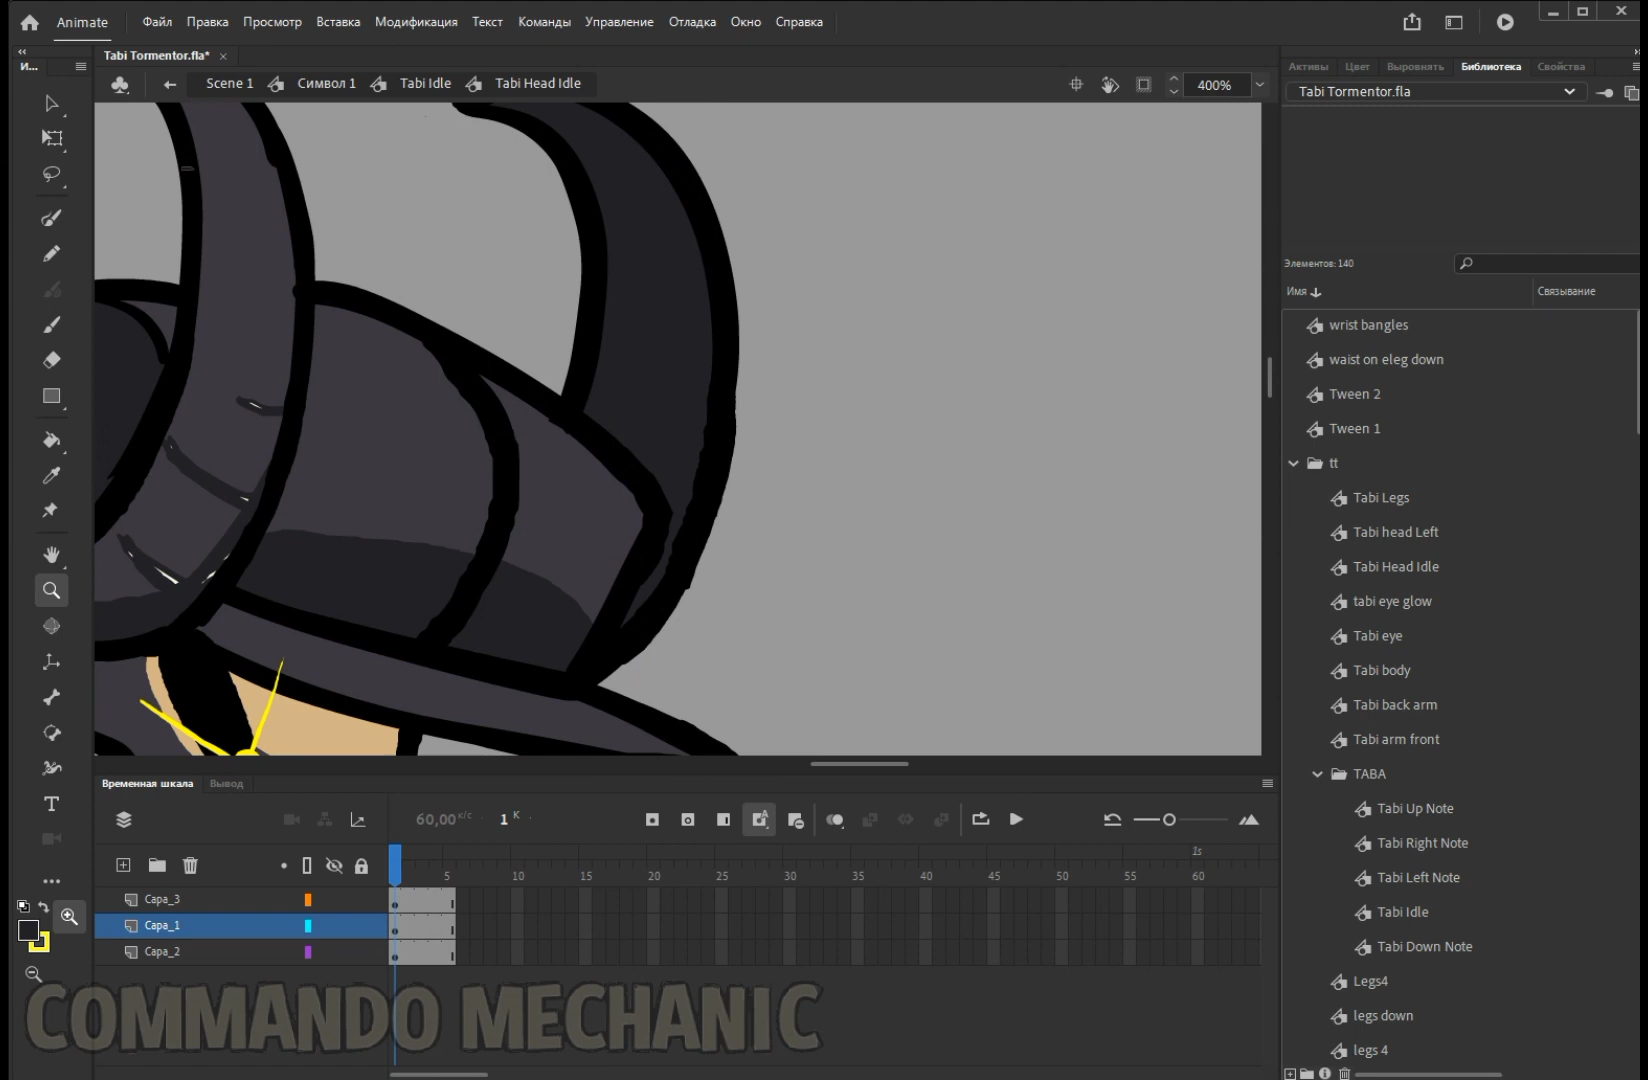 Animate Файл Правка Просмотр Вставка Модификация Текст Команды Управление Отладка Окно Справка
И... Tabi Tormentor.fla* Активы Цвет Выровнять Библиотека Свойства
Scene 1 Символ 1 Tabi Idle Tabi Head Idle 400% Tabi Tormentor.fla
Элементов: 140
Имя Связывание
wrist bangles
waist on eleg down
Tween 2
Tween 1
tt
Tabi Legs
Tabi head Left
Tabi Head Idle
tabi eye glow
Tabi eye
Tabi body
Tabi back arm
Tabi arm front
TABA
Tabi Up Note
Tabi Right Note
Tabi Left Note
Tabi Idle
Tabi Down Note
Legs4
legs down
legs 4
Временная шкала Вывод
60,00 к/с 1 К
1s
5 10 15 20 25 30 35 40 45 50 55 60
Capa_3
Capa_1
Capa_2
COMMANDO MECHANIC